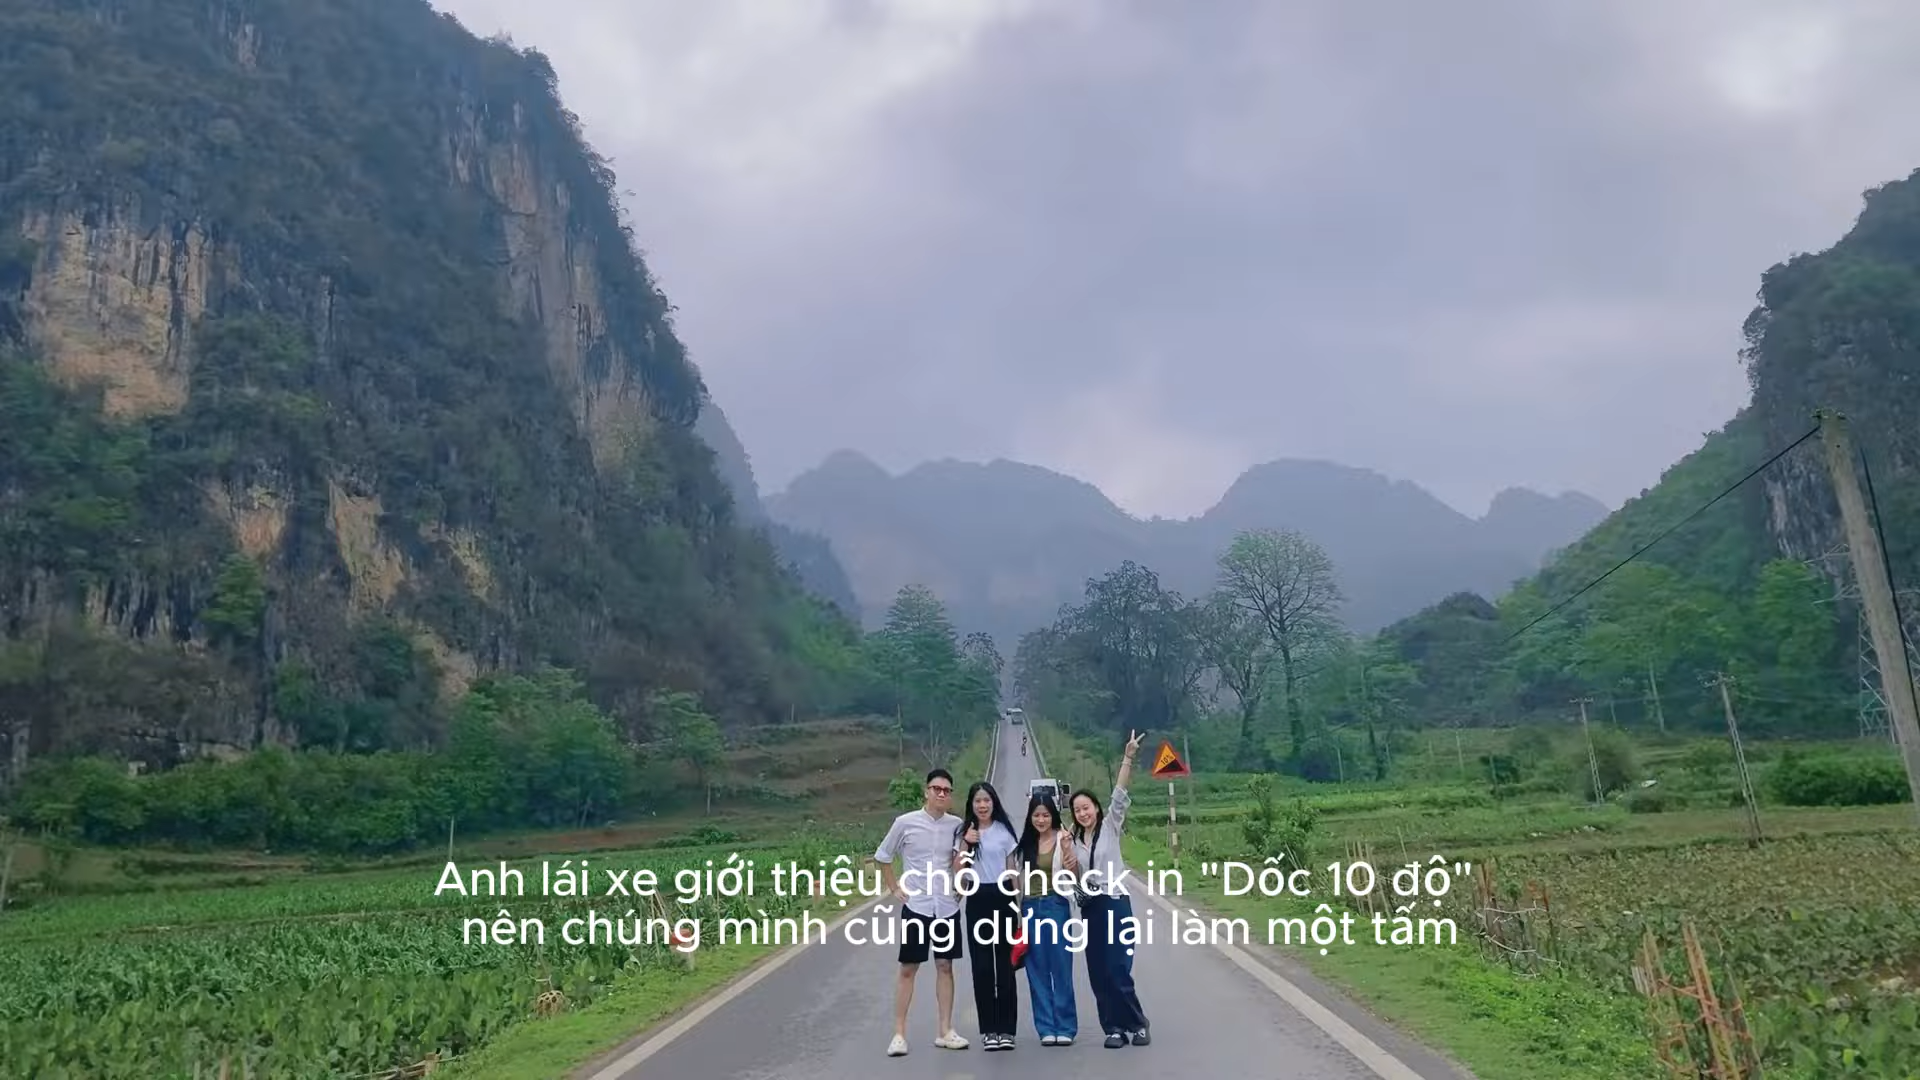 Anh lái xe giới thiệu chỗ check in "Dốc 10 độ"
nên chúng mình cũng dừng lại làm một tấm
10%